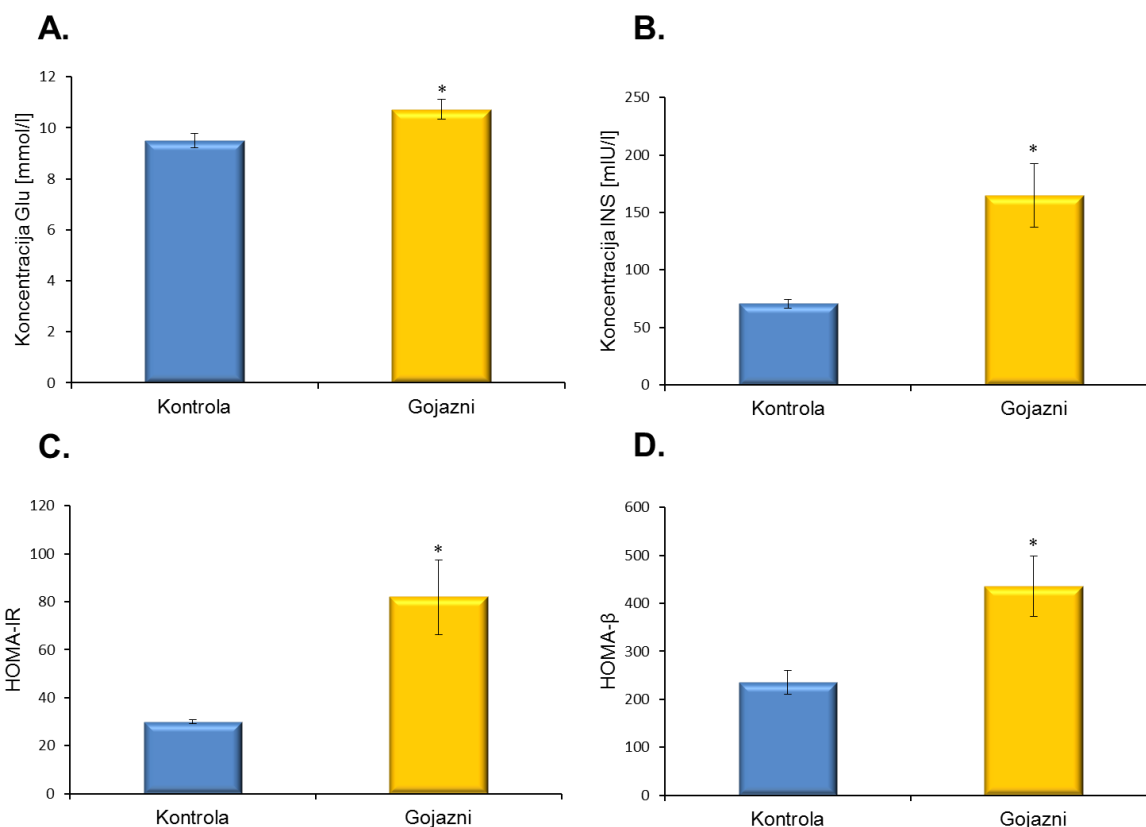 A.
Koncentracija Glu [mmol/l]
12
10
8
6
4
2
0
*
Kontrola
Gojazni
B.
Koncentracija INS [mIU/l]
250
200
150
100
50
0
*
Kontrola
Gojazni
C.
HOMA-IR
120
100
80
60
40
20
0
*
Kontrola
Gojazni
D.
HOMA-β
600
500
400
300
200
100
0
*
Kontrola
Gojazni